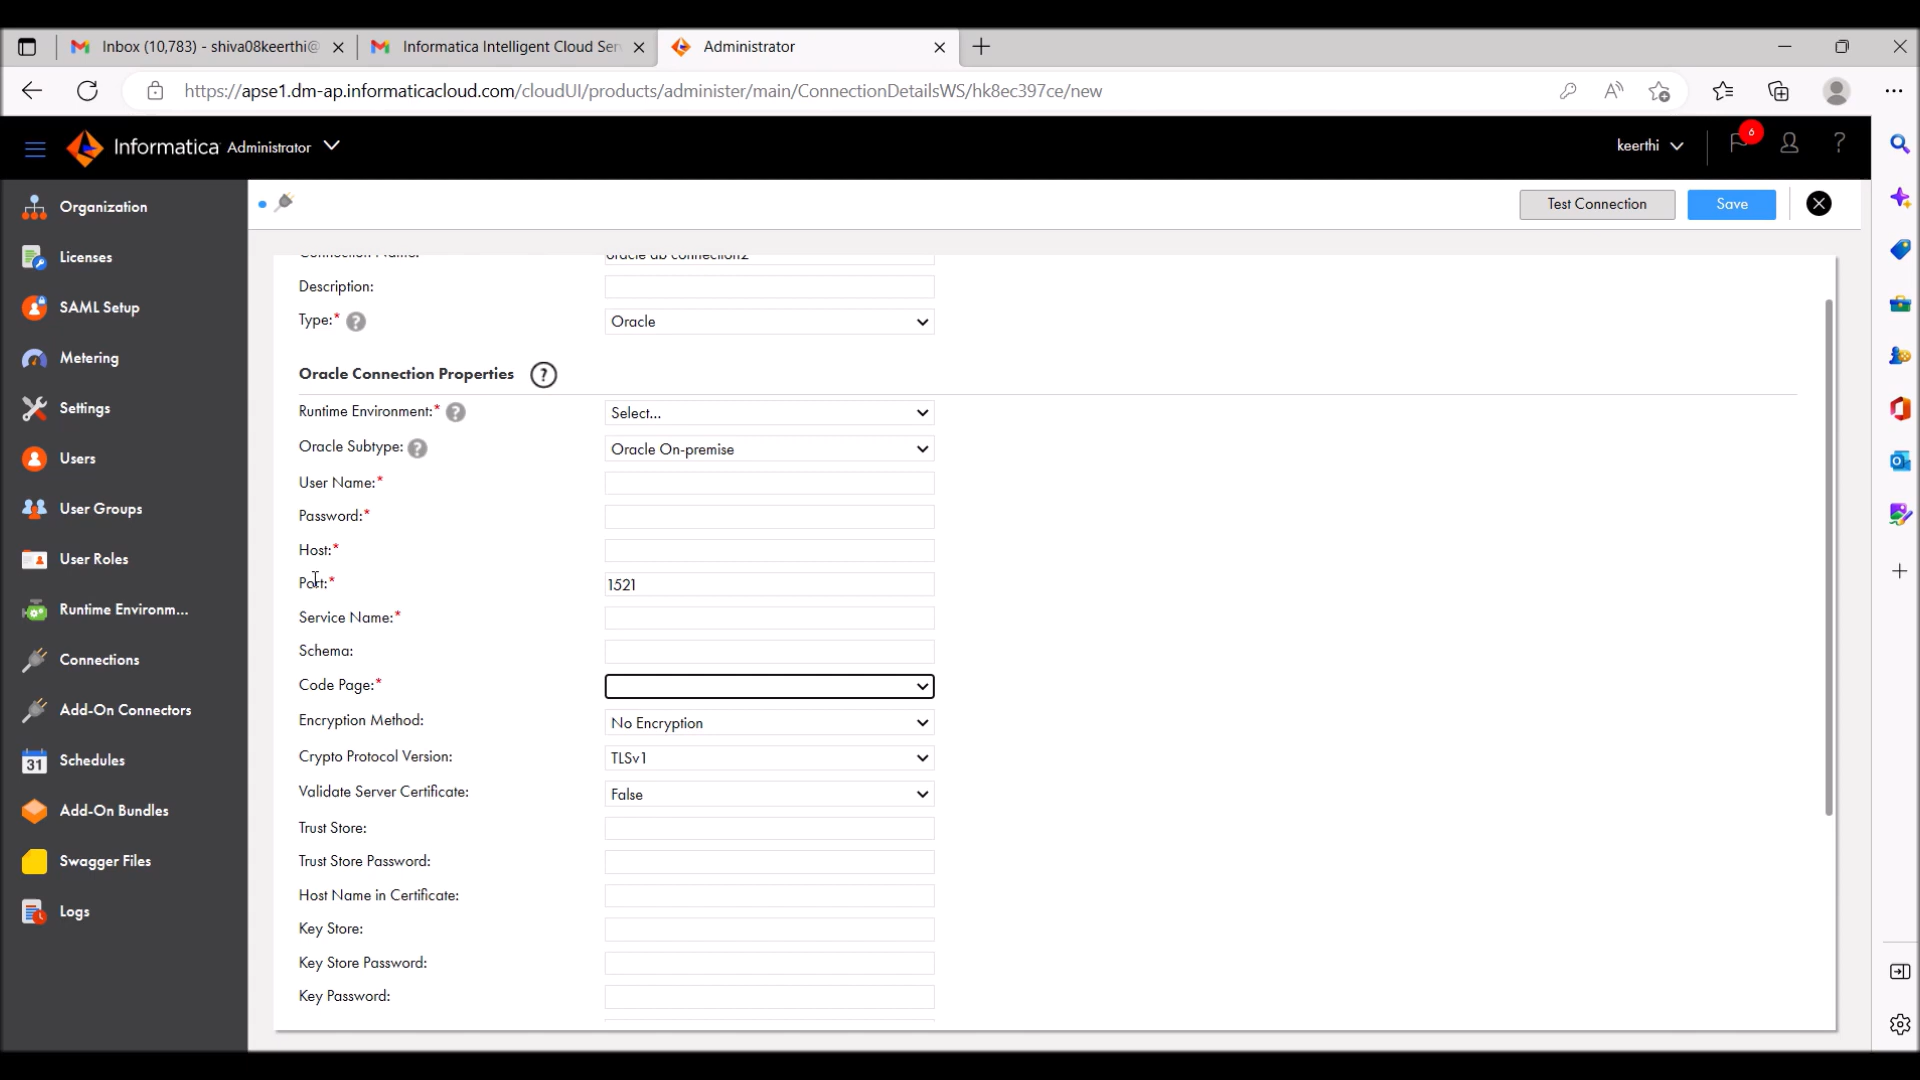 Inbox (10,783) - shiva08keerthi@
Informatica Intelligent Cloud Ser
Administrator
https://apse1.dm-ap.informaticacloud.com/cloudUI/products/administer/main/ConnectionDetailsWS/hk8ec397ce/new
Informatica Administrator
keerthi
6
?
Organization
Licenses
SAML Setup
Metering
Settings
Users
User Groups
User Roles
Runtime Environm...
Connections
Add-On Connectors
31 Schedules
Add-On Bundles
Swagger Files
Logs
Test Connection
Save
Connection Name: oracle db connection2
Description:
Type:* ? Oracle
Oracle Connection Properties ?
Runtime Environment:* ? Select...
Oracle Subtype: ? Oracle On-premise
User Name:*
Password:*
Host:*
Port:* 1521
Service Name:*
Schema:
Code Page:*
Encryption Method: No Encryption
Crypto Protocol Version: TLSv1
Validate Server Certificate: False
Trust Store:
Trust Store Password:
Host Name in Certificate:
Key Store:
Key Store Password:
Key Password: